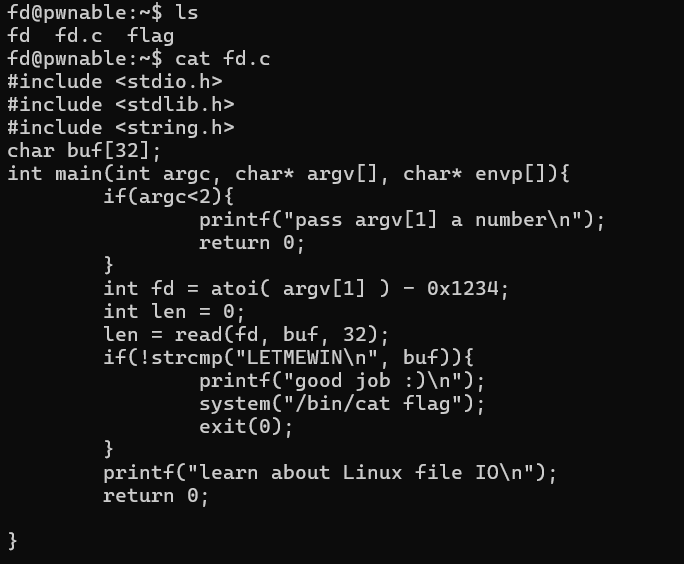 fd@pwnable:~$ ls
fd  fd.c  flag
fd@pwnable:~$ cat fd.c
#include <stdio.h>
#include <stdlib.h>
#include <string.h>
char buf[32];
int main(int argc, char* argv[], char* envp[]){
        if(argc<2){
                printf("pass argv[1] a number\n");
                return 0;
        }
        int fd = atoi( argv[1] ) - 0x1234;
        int len = 0;
        len = read(fd, buf, 32);
        if(!strcmp("LETMEWIN\n", buf)){
                printf("good job :)\n");
                system("/bin/cat flag");
                exit(0);
        }
        printf("learn about Linux file IO\n");
        return 0;

}